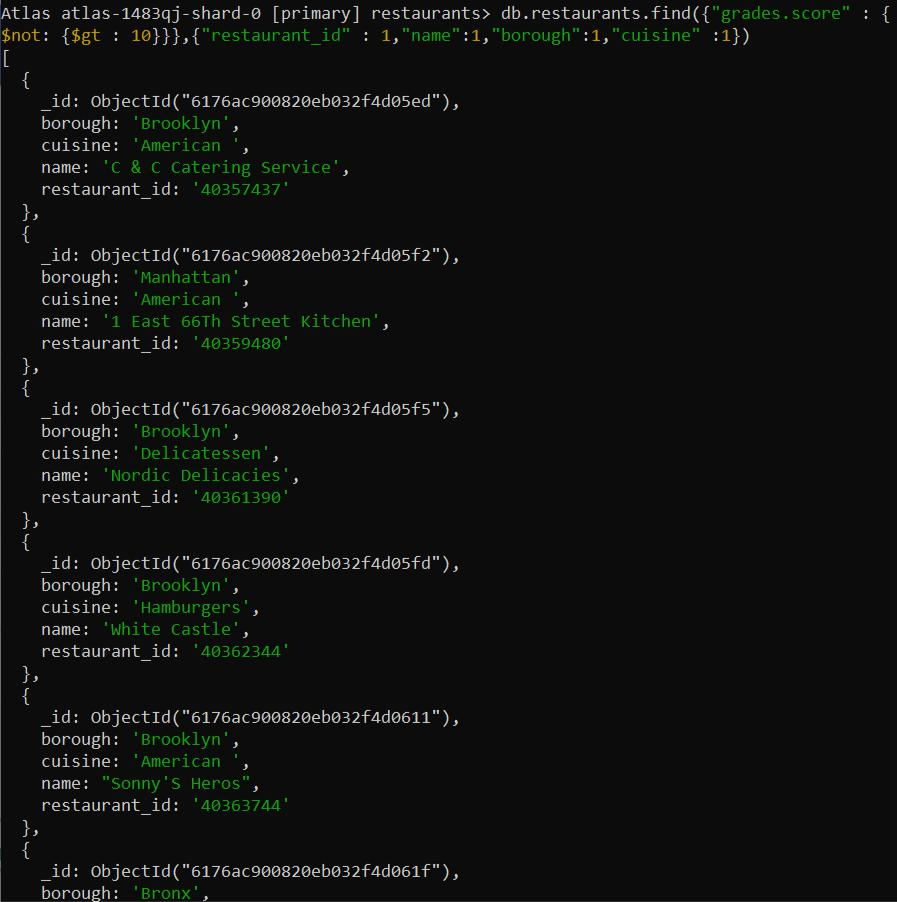 Atlas atlas-1483qj-shard-0 [primary] restaurants> db.restaurants.find({"grades.score" : {
$not: {$gt : 10}}},{"restaurant_id" : 1,"name":1,"borough":1,"cuisine" :1})
[
  {
    _id: ObjectId("6176ac900820eb032f4d05ed"),
    borough: 'Brooklyn',
    cuisine: 'American ',
    name: 'C & C Catering Service',
    restaurant_id: '40357437'
  },
  {
    _id: ObjectId("6176ac900820eb032f4d05f2"),
    borough: 'Manhattan',
    cuisine: 'American ',
    name: '1 East 66Th Street Kitchen',
    restaurant_id: '40359480'
  },
  {
    _id: ObjectId("6176ac900820eb032f4d05f5"),
    borough: 'Brooklyn',
    cuisine: 'Delicatessen',
    name: 'Nordic Delicacies',
    restaurant_id: '40361390'
  },
  {
    _id: ObjectId("6176ac900820eb032f4d05fd"),
    borough: 'Brooklyn',
    cuisine: 'Hamburgers',
    name: 'White Castle',
    restaurant_id: '40362344'
  },
  {
    _id: ObjectId("6176ac900820eb032f4d0611"),
    borough: 'Brooklyn',
    cuisine: 'American ',
    name: "Sonny'S Heros",
    restaurant_id: '40363744'
  },
  {
    _id: ObjectId("6176ac900820eb032f4d061f"),
    borough: 'Bronx',